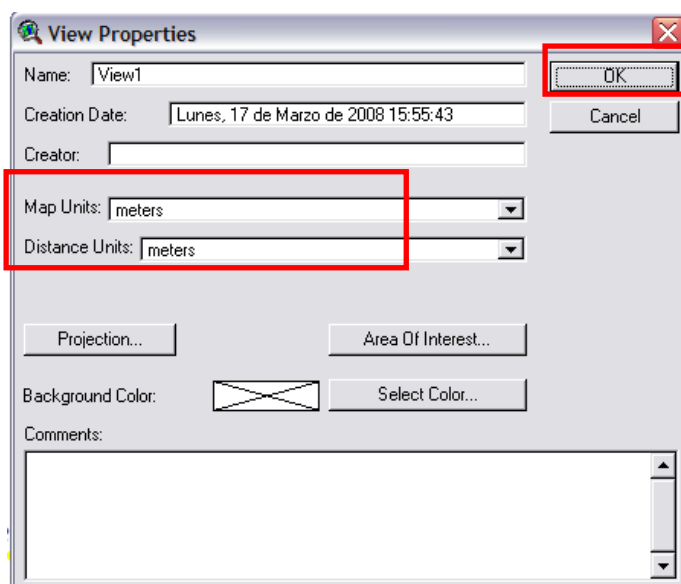 View Properties
Name: View1
OK
Creation Date: Lunes, 17 de Marzo de 2008 15:55:43
Cancel
Creator:
Map Units: meters
Distance Units: meters
Projection...
Area Of Interest...
Background Color:
Select Color...
Comments: